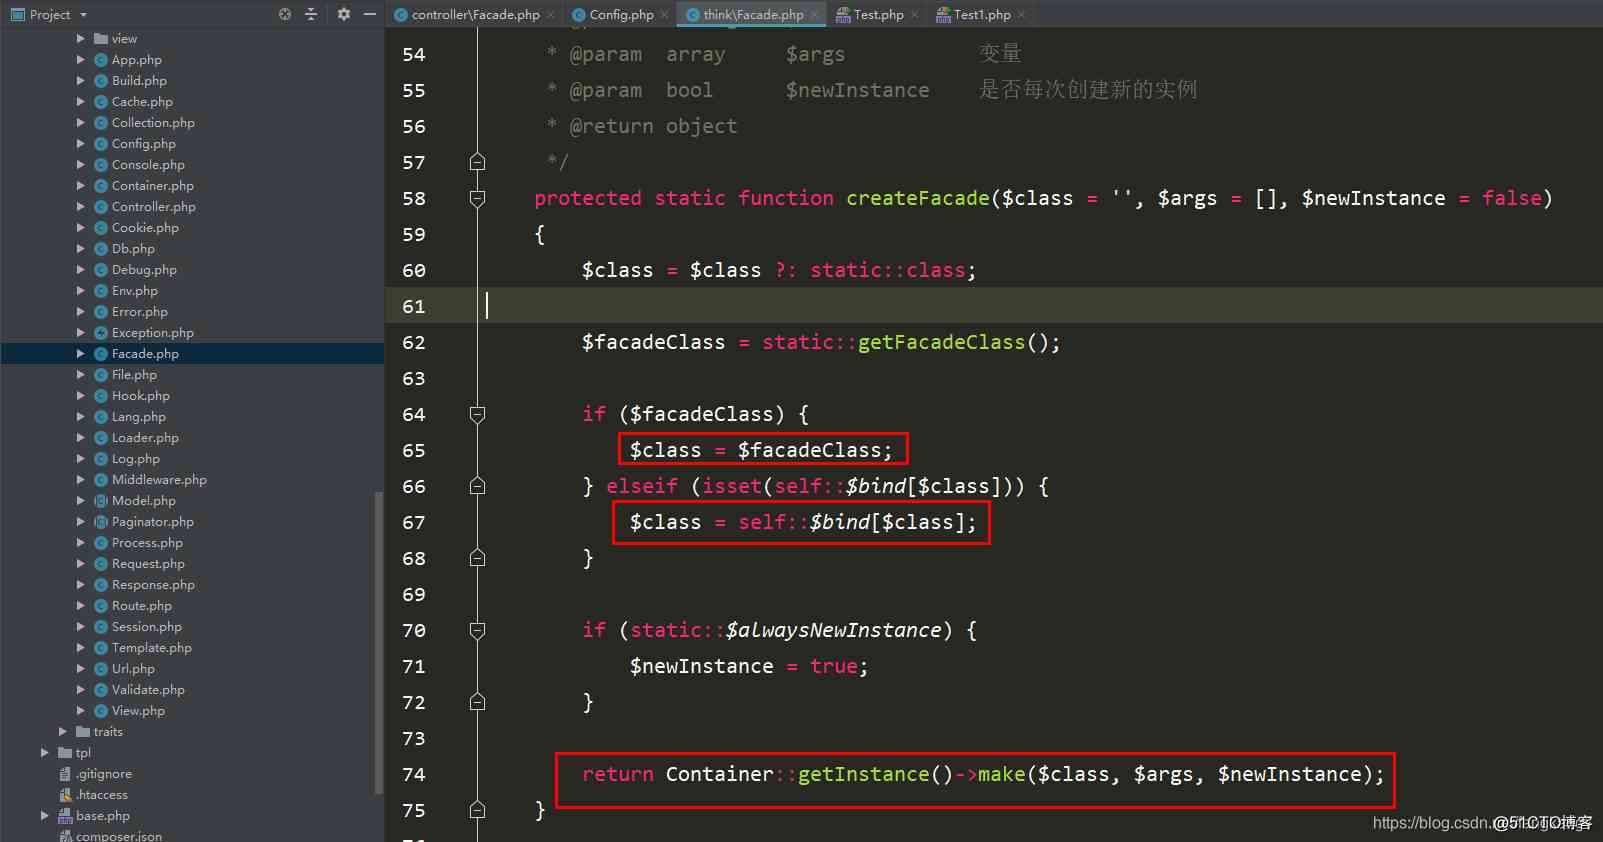 Project
controller\Facade.php
Config.php
think\Facade.php
Test.php
Test1.php
view
App.php
Build.php
Cache.php
Collection.php
Config.php
Console.php
Container.php
Controller.php
Cookie.php
Db.php
Debug.php
Env.php
Error.php
Exception.php
Facade.php
File.php
Hook.php
Lang.php
Loader.php
Log.php
Middleware.php
Model.php
Paginator.php
Process.php
Request.php
Response.php
Route.php
Session.php
Template.php
Url.php
Validate.php
View.php
traits
tpl
.gitignore
.htaccess
base.php
composer.json
54 * @param array $args 变量
55 * @param bool $newInstance 是否每次创建新的实例
56 * @return object
57 */
58 protected static function createFacade($class = '', $args = [], $newInstance = false)
59 {
60 $class = $class ?: static::class;
61
62 $facadeClass = static::getFacadeClass();
63
64 if ($facadeClass) {
65 $class = $facadeClass;
66 } elseif (isset(self::$bind[$class])) {
67 $class = self::$bind[$class];
68 }
69
70 if (static::$alwaysNewInstance) {
71 $newInstance = true;
72 }
73
74 return Container::getInstance()->make($class, $args, $newInstance);
75 }
https://blog.csdn.n
@51CTO博客